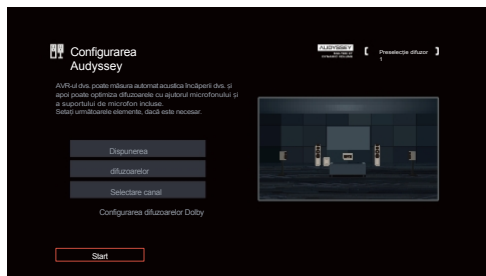 Configurarea
Audyssey
AUDYSSEY
[ Preselecție difuzor ]
1
AVR-ul dvs. poate măsura automat acustica încăperii dvs. și
apoi poate optimiza difuzoarele cu ajutorul microfonului și
a suportului de microfon incluse.
Setați următoarele elemente, dacă este necesar.
Dispunerea
difuzoarelor
Selectare canal
Configurarea difuzoarelor Dolby
Start